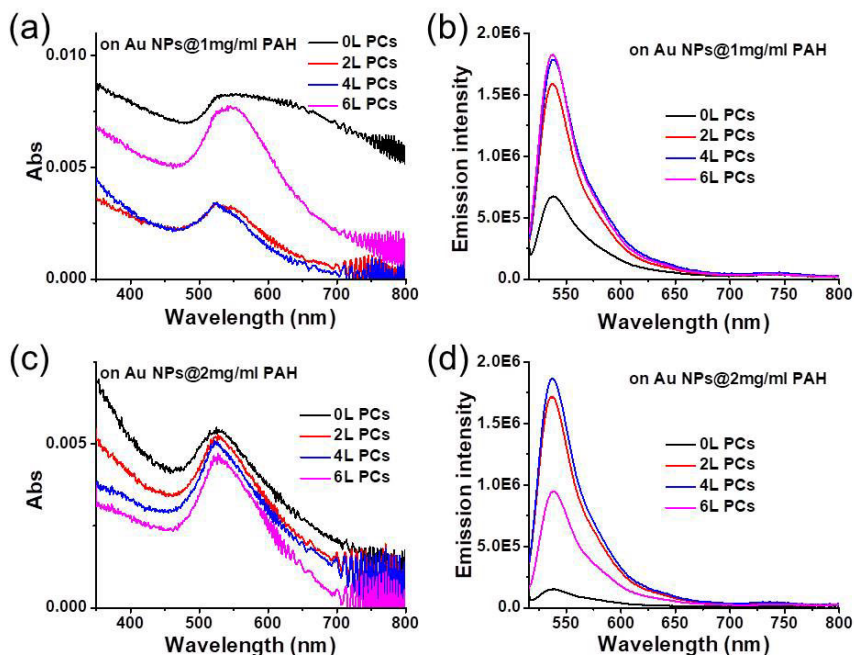 (a)
on Au NPs@1mg/ml PAH
0L PCs
2L PCs
4L PCs
6L PCs
0.010
0.005
0.000
Abs
400 500 600 700 800
Wavelength (nm)
(b)
on Au NPs@1mg/ml PAH
0L PCs
2L PCs
4L PCs
6L PCs
2.0E6
1.5E6
1.0E6
5.0E5
0.0
Emission intensity
550 600 650 700 750 800
Wavelength (nm)
(c)
on Au NPs@2mg/ml PAH
0L PCs
2L PCs
4L PCs
6L PCs
0.005
0.000
Abs
400 500 600 700 800
Wavelength (nm)
(d)
on Au NPs@2mg/ml PAH
0L PCs
2L PCs
4L PCs
6L PCs
2.0E6
1.5E6
1.0E6
5.0E5
0.0
Emission intensity
550 600 650 700 750 800
Wavelength (nm)